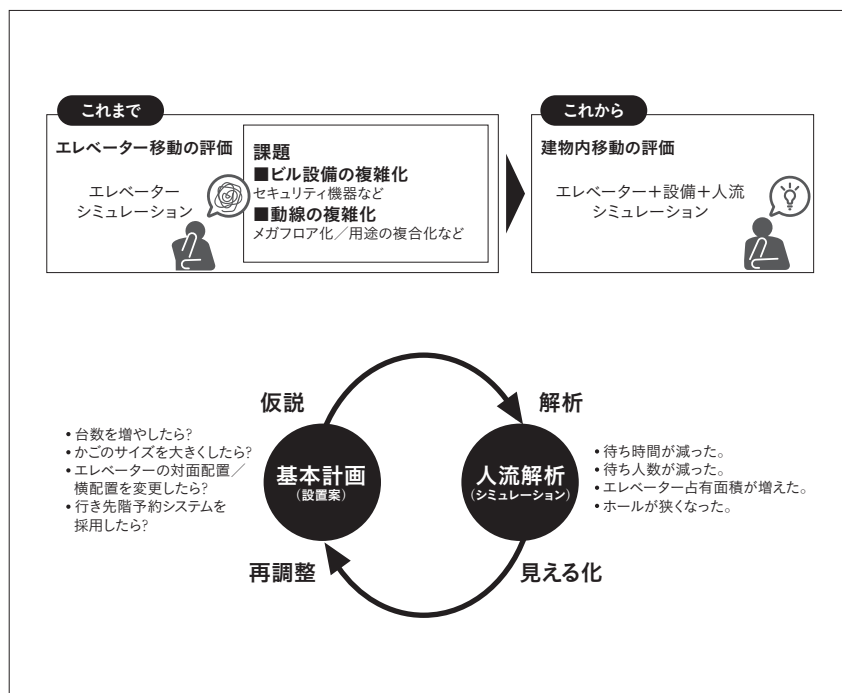 これまで
エレベーター移動の評価
エレベーター
シミュレーション
課題
■ビル設備の複雑化
セキュリティ機器など
■動線の複雑化
メガフロア化／用途の複合化など
これから
建物内移動の評価
エレベーター＋設備＋人流
シミュレーション
仮説
解析
• 台数を増やしたら?
• かごのサイズを大きくしたら?
• エレベーターの対面配置／
横配置を変更したら?
• 行き先階予約システムを
採用したら?
基本計画
（設置案）
人流解析
（シミュレーション）
• 待ち時間が減った。
• 待ち人数が減った。
• エレベーター占有面積が増えた。
• ホールが狭くなった。
再調整
見える化